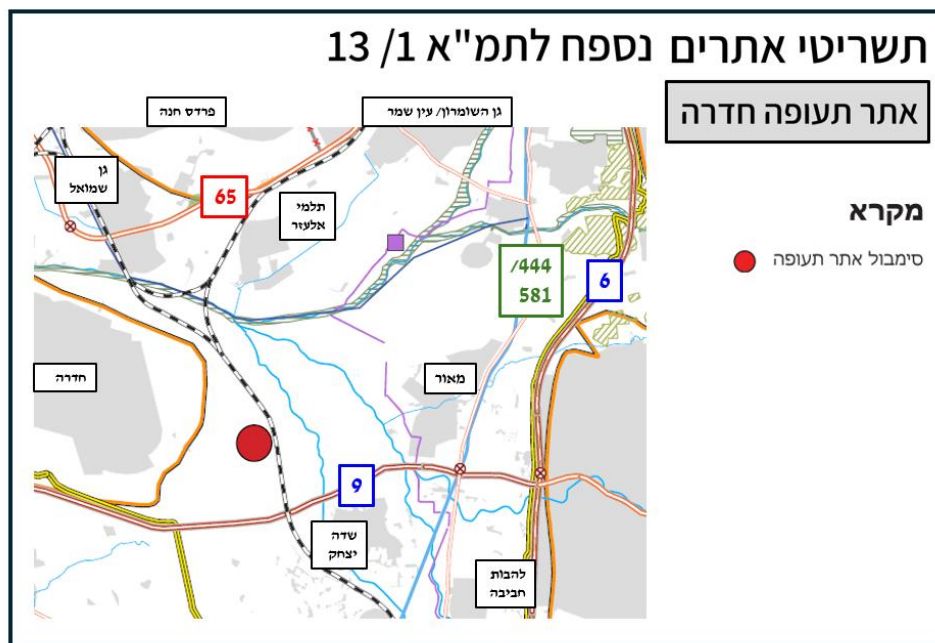 תשריטי אתרים נספח לתמ"א 1/ 13
אתר תעופה חדרה
מקרא
סימבול אתר תעופה
פרדס חנה
גן השומרון/ עין שמר
גן
שמואל
65
תלמי
אלעזר
444/
581
6
חדרה
מאור
9
שדה
יצחק
להבות
חביבה